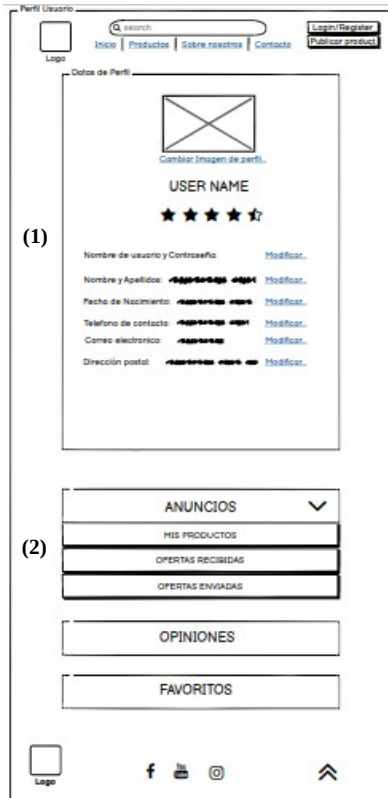 Perfil Usuario
search
Login/Register
Inicio | Productos | Sobre nosotros | Contacto
Publicar product
Logo
Datos de Perfil
Cambiar Imagen de perfil..
USER NAME
(1)
Nombre de usuario y Contraseña: Modificar..
Nombre y Apellidos: Modificar..
Fecha de Nacimiento: Modificar..
Telefono de contacto: Modificar..
Correo electronico: Modificar..
Dirección postal: Modificar..
ANUNCIOS
MIS PRODUCTOS
(2)
OFERTAS RECIBIDAS
OFERTAS ENVIADAS
OPINIONES
FAVORITOS
f
You
Logo